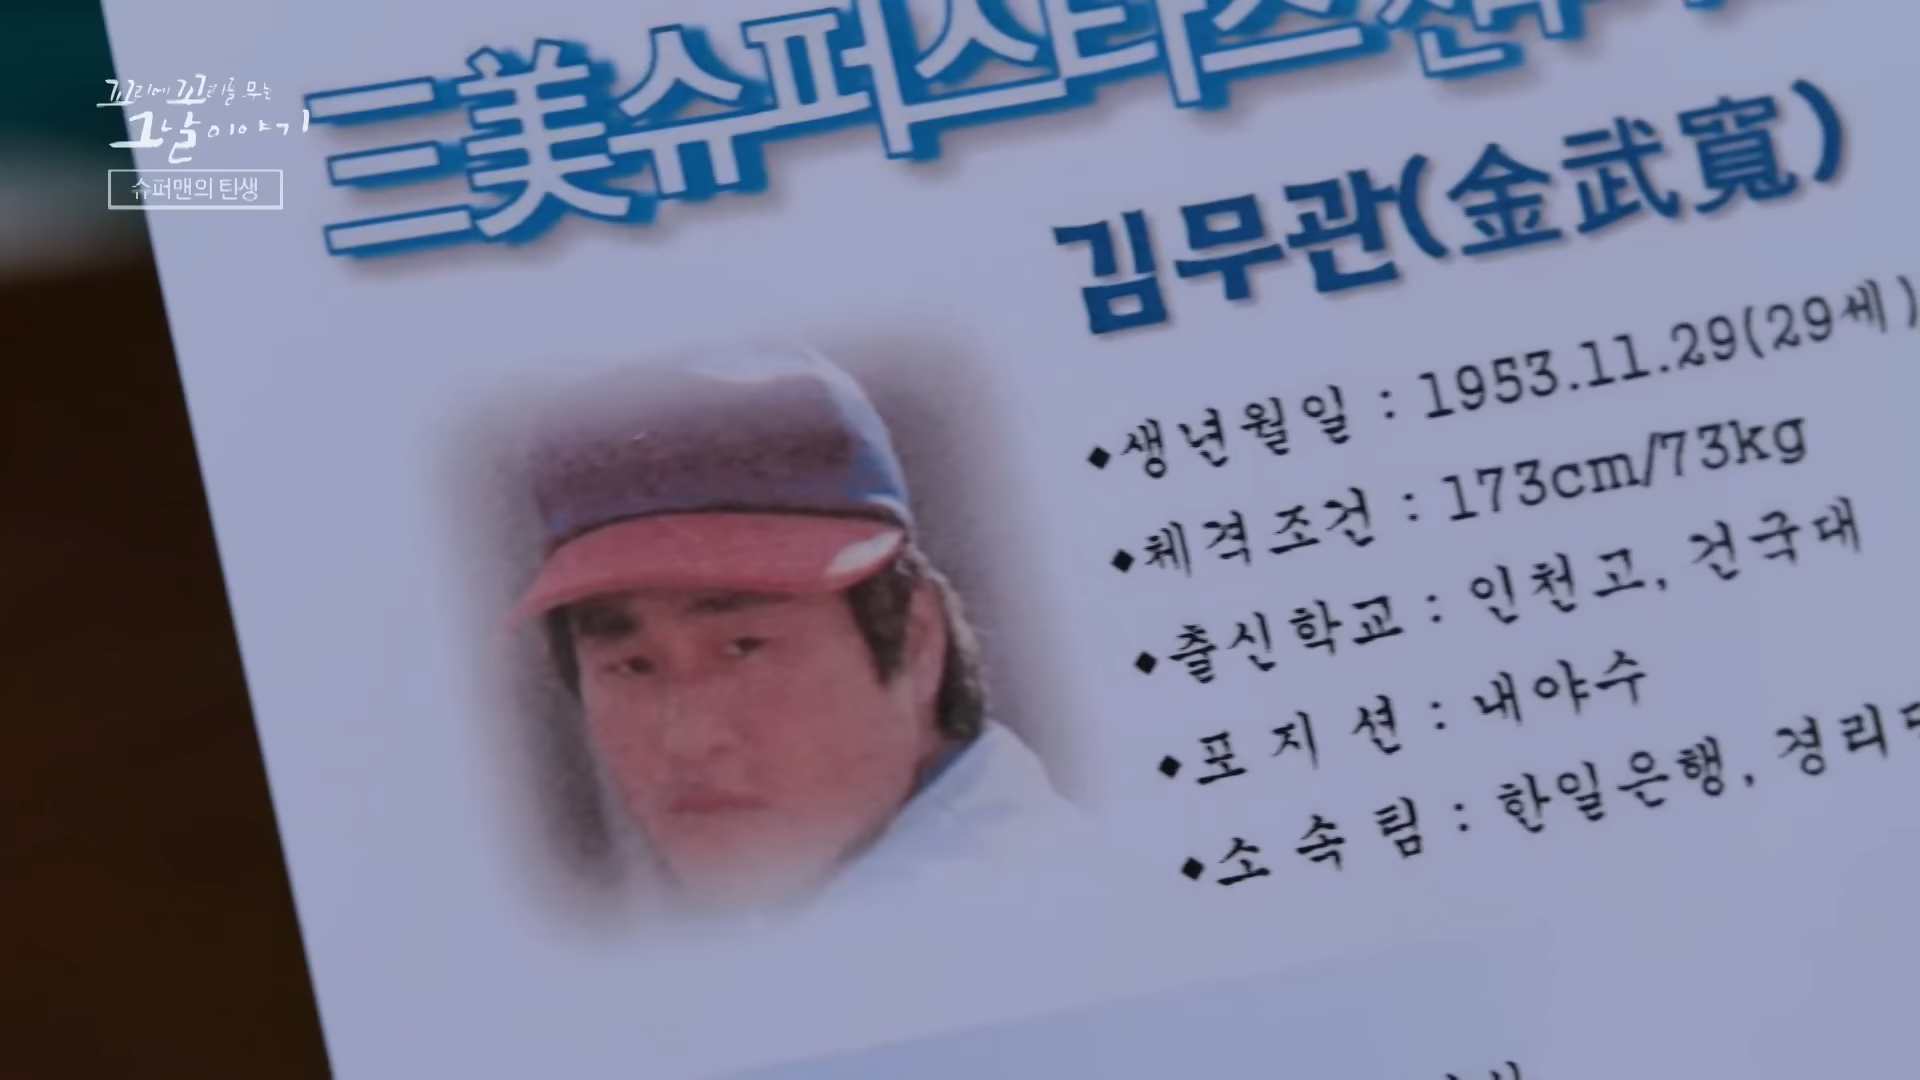 꼬리에 꼬리를 무는
그날 이야기
슈퍼맨의 탄생
三美슈퍼스타즈
김무관(金武寬)
◆생년월일 : 1953.11.29(29세)
◆체격조건 : 173cm/73kg
◆출신학교 : 인천고, 건국대
◆포 지 션 : 내야수
◆소 속 팀 : 한일은행, 경리